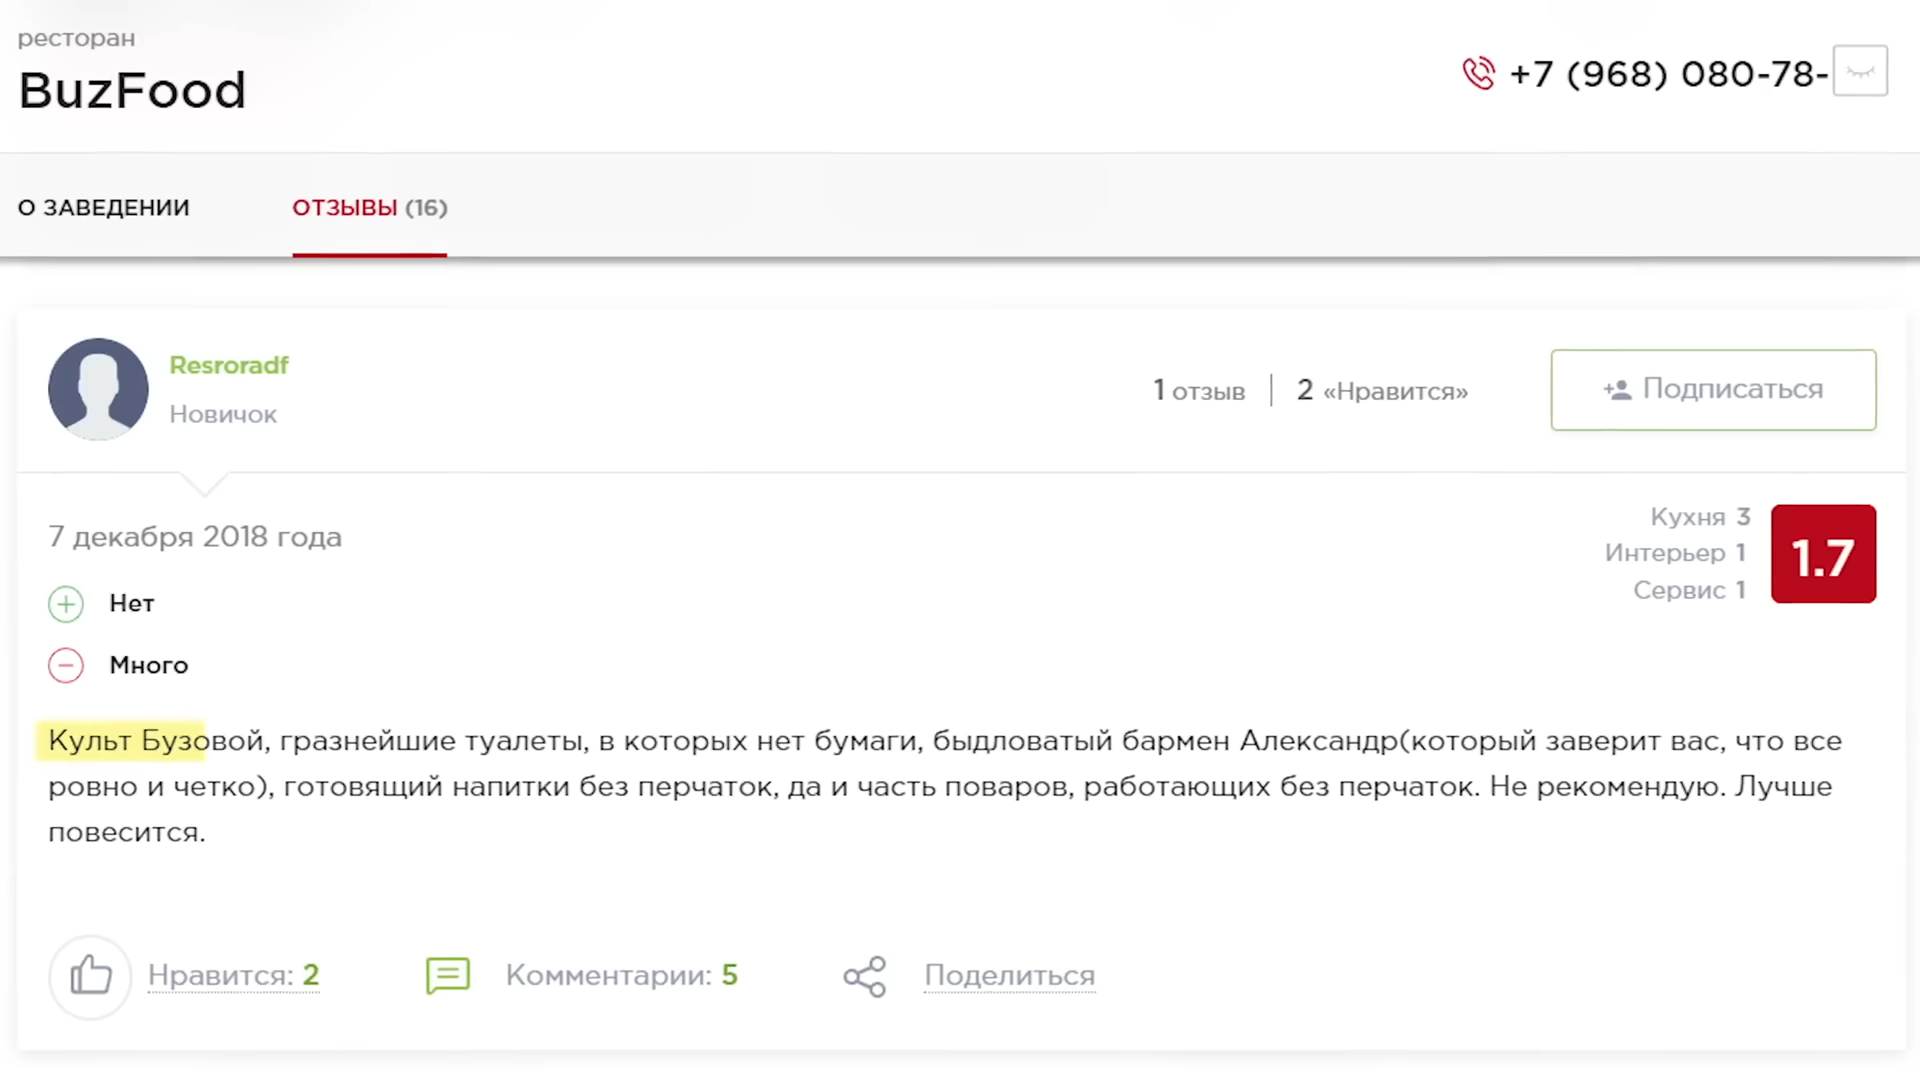 ресторан
BuzFood
+7 (968) 080-78-
О ЗАВЕДЕНИИ
ОТЗЫВЫ (16)
Resroradf
Новичок
1 отзыв
2 «Нравится»
Подписаться
7 декабря 2018 года
Кухня 3
Интерьер 1
Сервис 1
1.7
Нет
Много
Культ Бузовой, гразнейшие туалеты, в которых нет бумаги, быдловатый бармен Александр(который заверит вас, что все
ровно и четко), готовящий напитки без перчаток, да и часть поваров, работающих без перчаток. Не рекомендую. Лучше
повесится.
Нравится: 2
Комментарии: 5
Поделиться